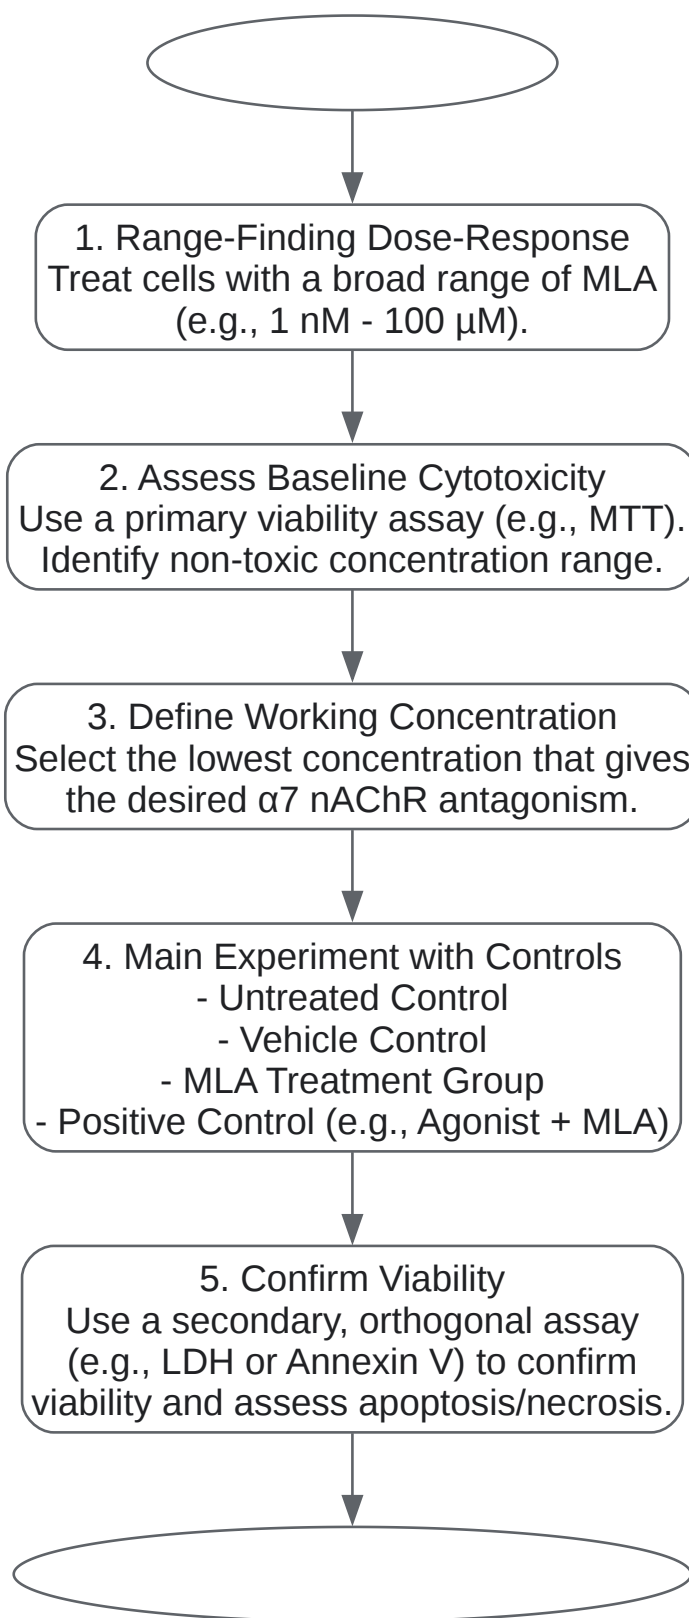 1. Range-Finding Dose-Response
Treat cells with a broad range of MLA
(e.g., 1 nM - 100 µM).
2. Assess Baseline Cytotoxicity
Use a primary viability assay (e.g., MTT).
Identify non-toxic concentration range.
3. Define Working Concentration
Select the lowest concentration that gives
the desired α7 nAChR antagonism.
4. Main Experiment with Controls
- Untreated Control
- Vehicle Control
- MLA Treatment Group
- Positive Control (e.g., Agonist + MLA)
5. Confirm Viability
Use a secondary, orthogonal assay
(e.g., LDH or Annexin V) to confirm
viability and assess apoptosis/necrosis.